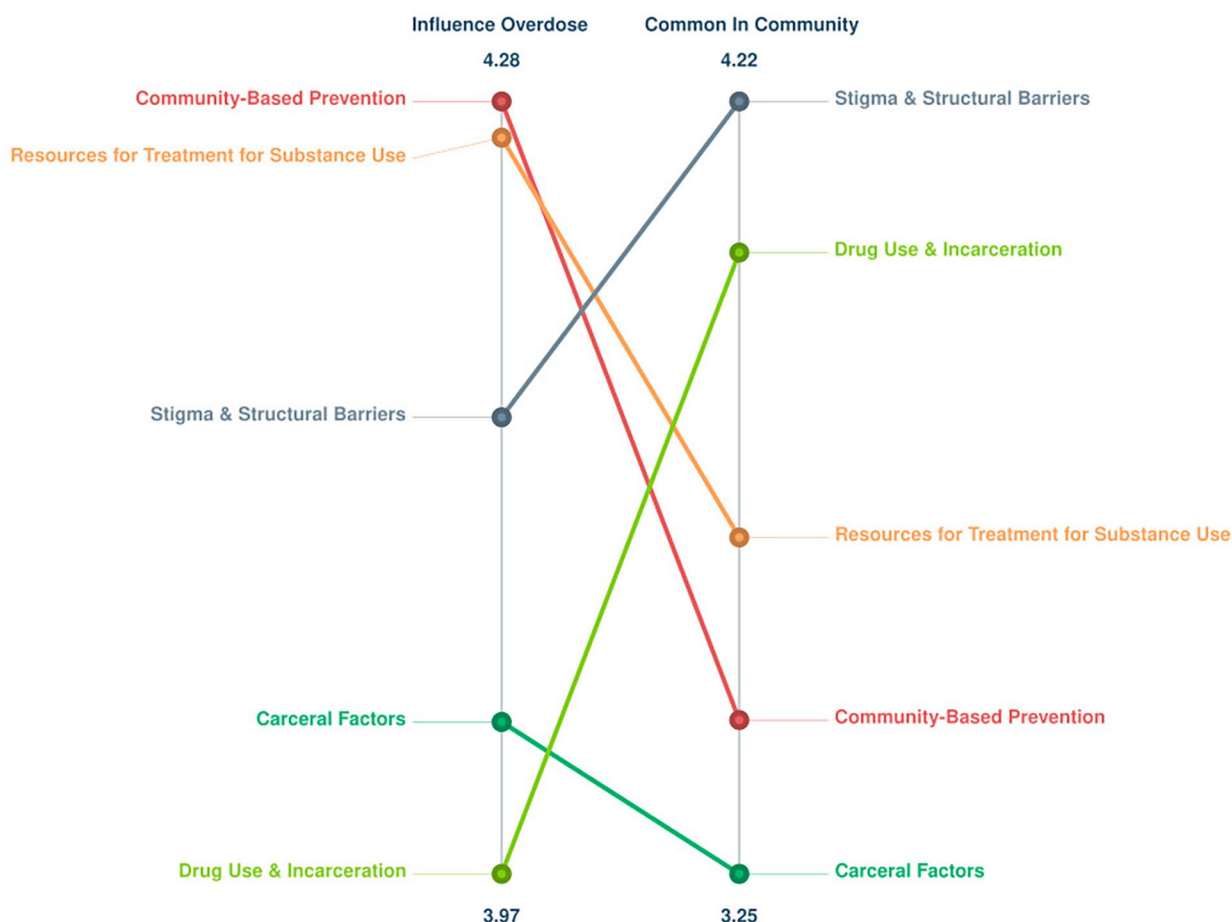 Influence Overdose
Common In Community
4.28
4.22
Community-Based Prevention
Stigma & Structural Barriers
Resources for Treatment for Substance Use
Drug Use & Incarceration
Stigma & Structural Barriers
Resources for Treatment for Substance Use
Carceral Factors
Community-Based Prevention
Drug Use & Incarceration
Carceral Factors
3.97
3.25